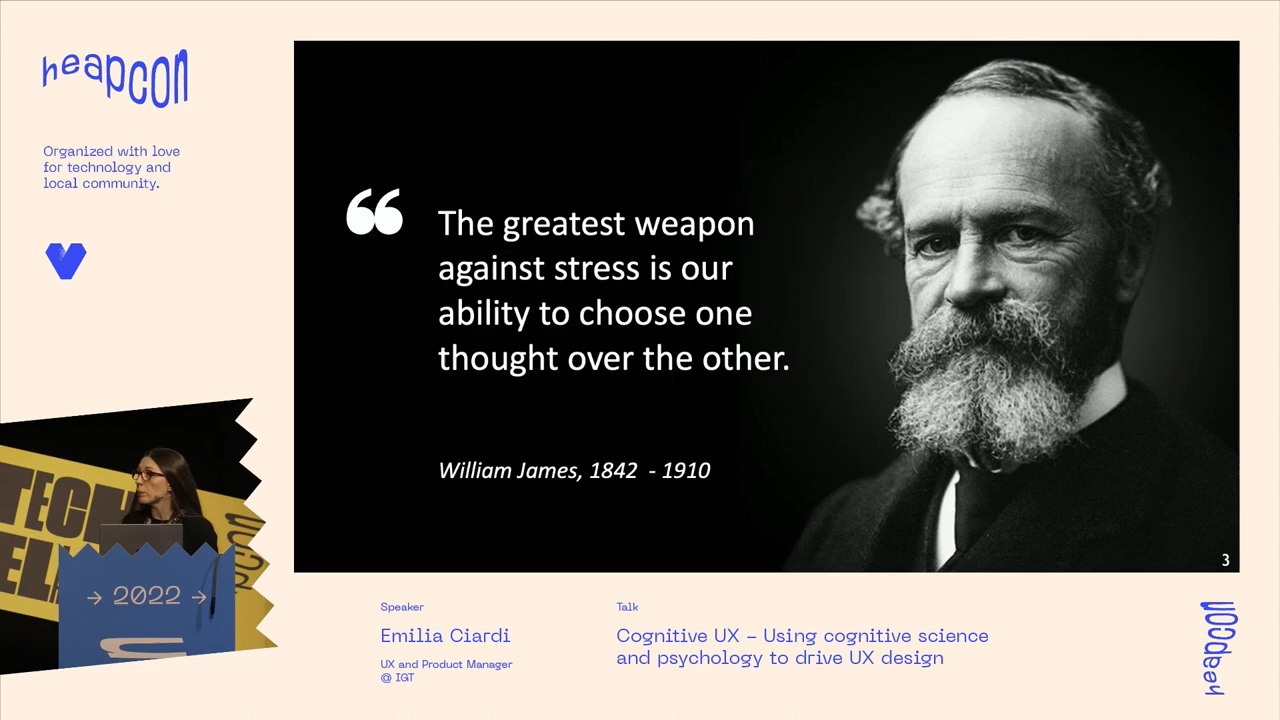 heapcon
Organized with love
for technology and
local community.
The greatest weapon
against stress is our
ability to choose one
thought over the other.
William James, 1842 - 1910
3
TECH
→ 2022 →
heapcon
Speaker
Emilia Ciardi
UX and Product Manager
@ IGT
Talk
Cognitive UX – Using cognitive science
and psychology to drive UX design
heapcon